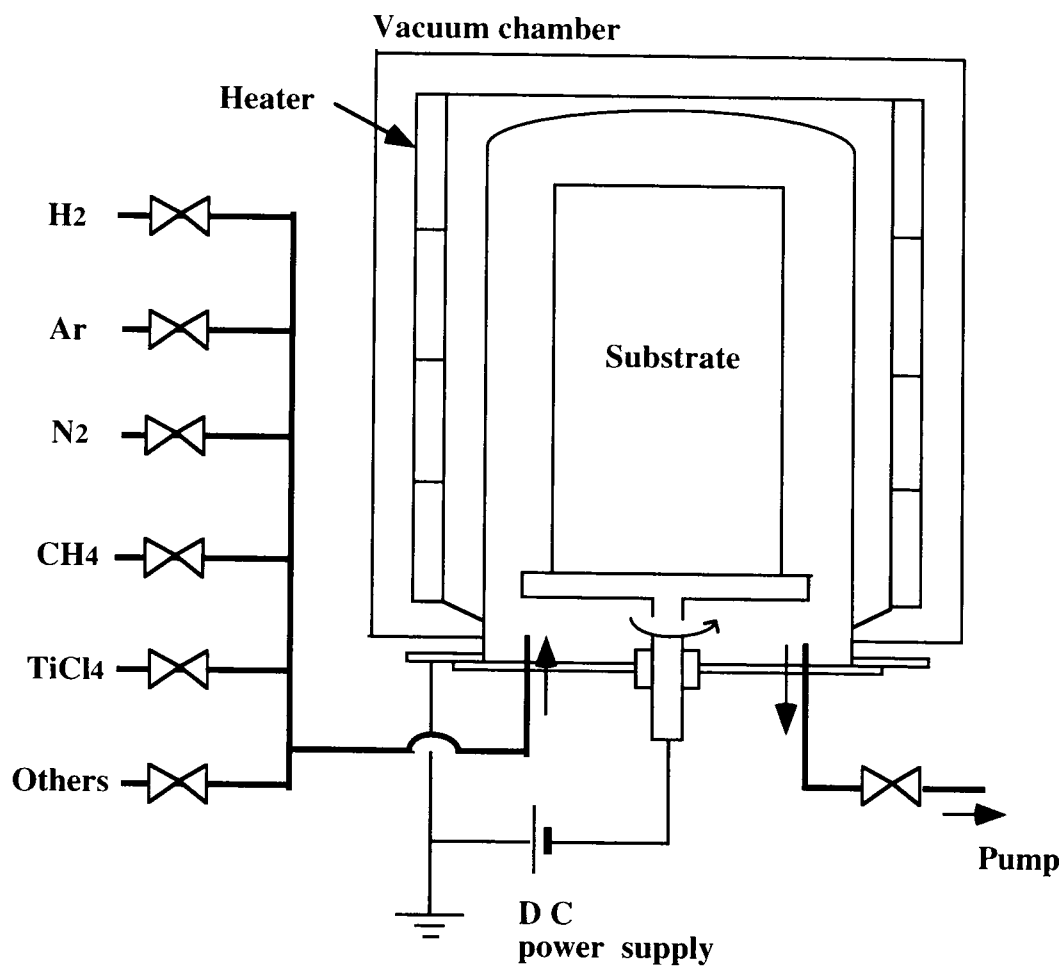 Vacuum chamber
Heater
H2
Ar
Substrate
N2
CH4
TiCl4
Others
Pump
D C
power supply